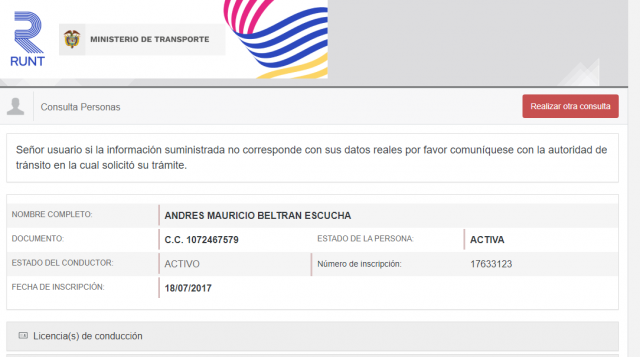 RUNT
MINISTERIO DE TRANSPORTE
Consulta Personas
Realizar otra consulta
Señor usuario si la información suministrada no corresponde con sus datos reales por favor comuníquese con la autoridad de
tránsito en la cual solicitó su trámite.
NOMBRE COMPLETO: ANDRES MAURICIO BELTRAN ESCUCHA
DOCUMENTO: C.C. 1072467579 ESTADO DE LA PERSONA: ACTIVA
ESTADO DEL CONDUCTOR: ACTIVO Número de inscripción: 17633123
FECHA DE INSCRIPCIÓN: 18/07/2017
Licencia(s) de conducción